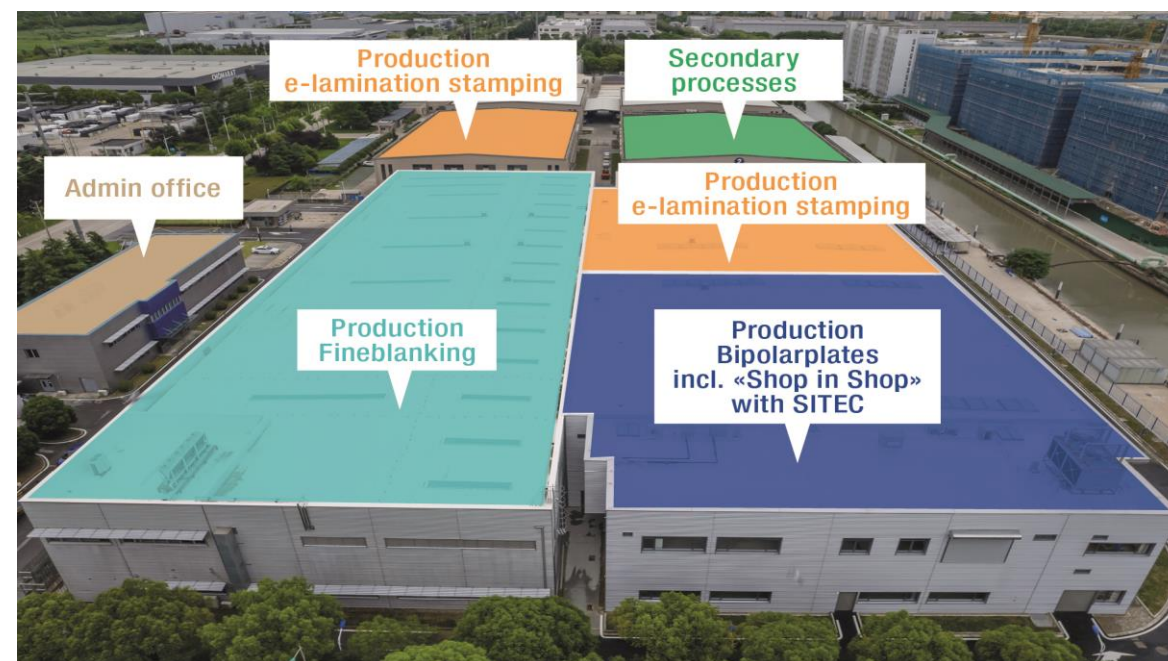 Production
e-lamination stamping
Secondary
processes
Admin office
Production
e-lamination stamping
Production
Fineblanking
Production
Bipolarplates
incl. «Shop in Shop»
with SITEC